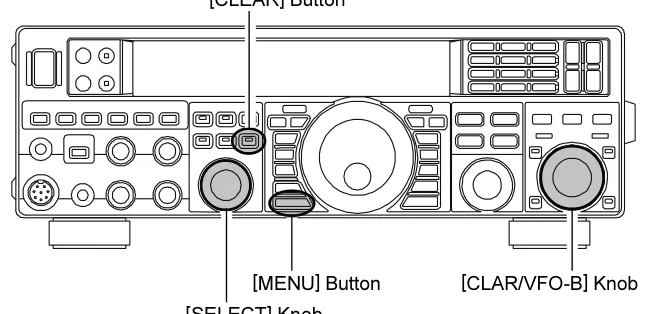 [CLEAR] Button
[MENU] Button
[CLAR/VFO-B] Knob
[SELECT] Knob